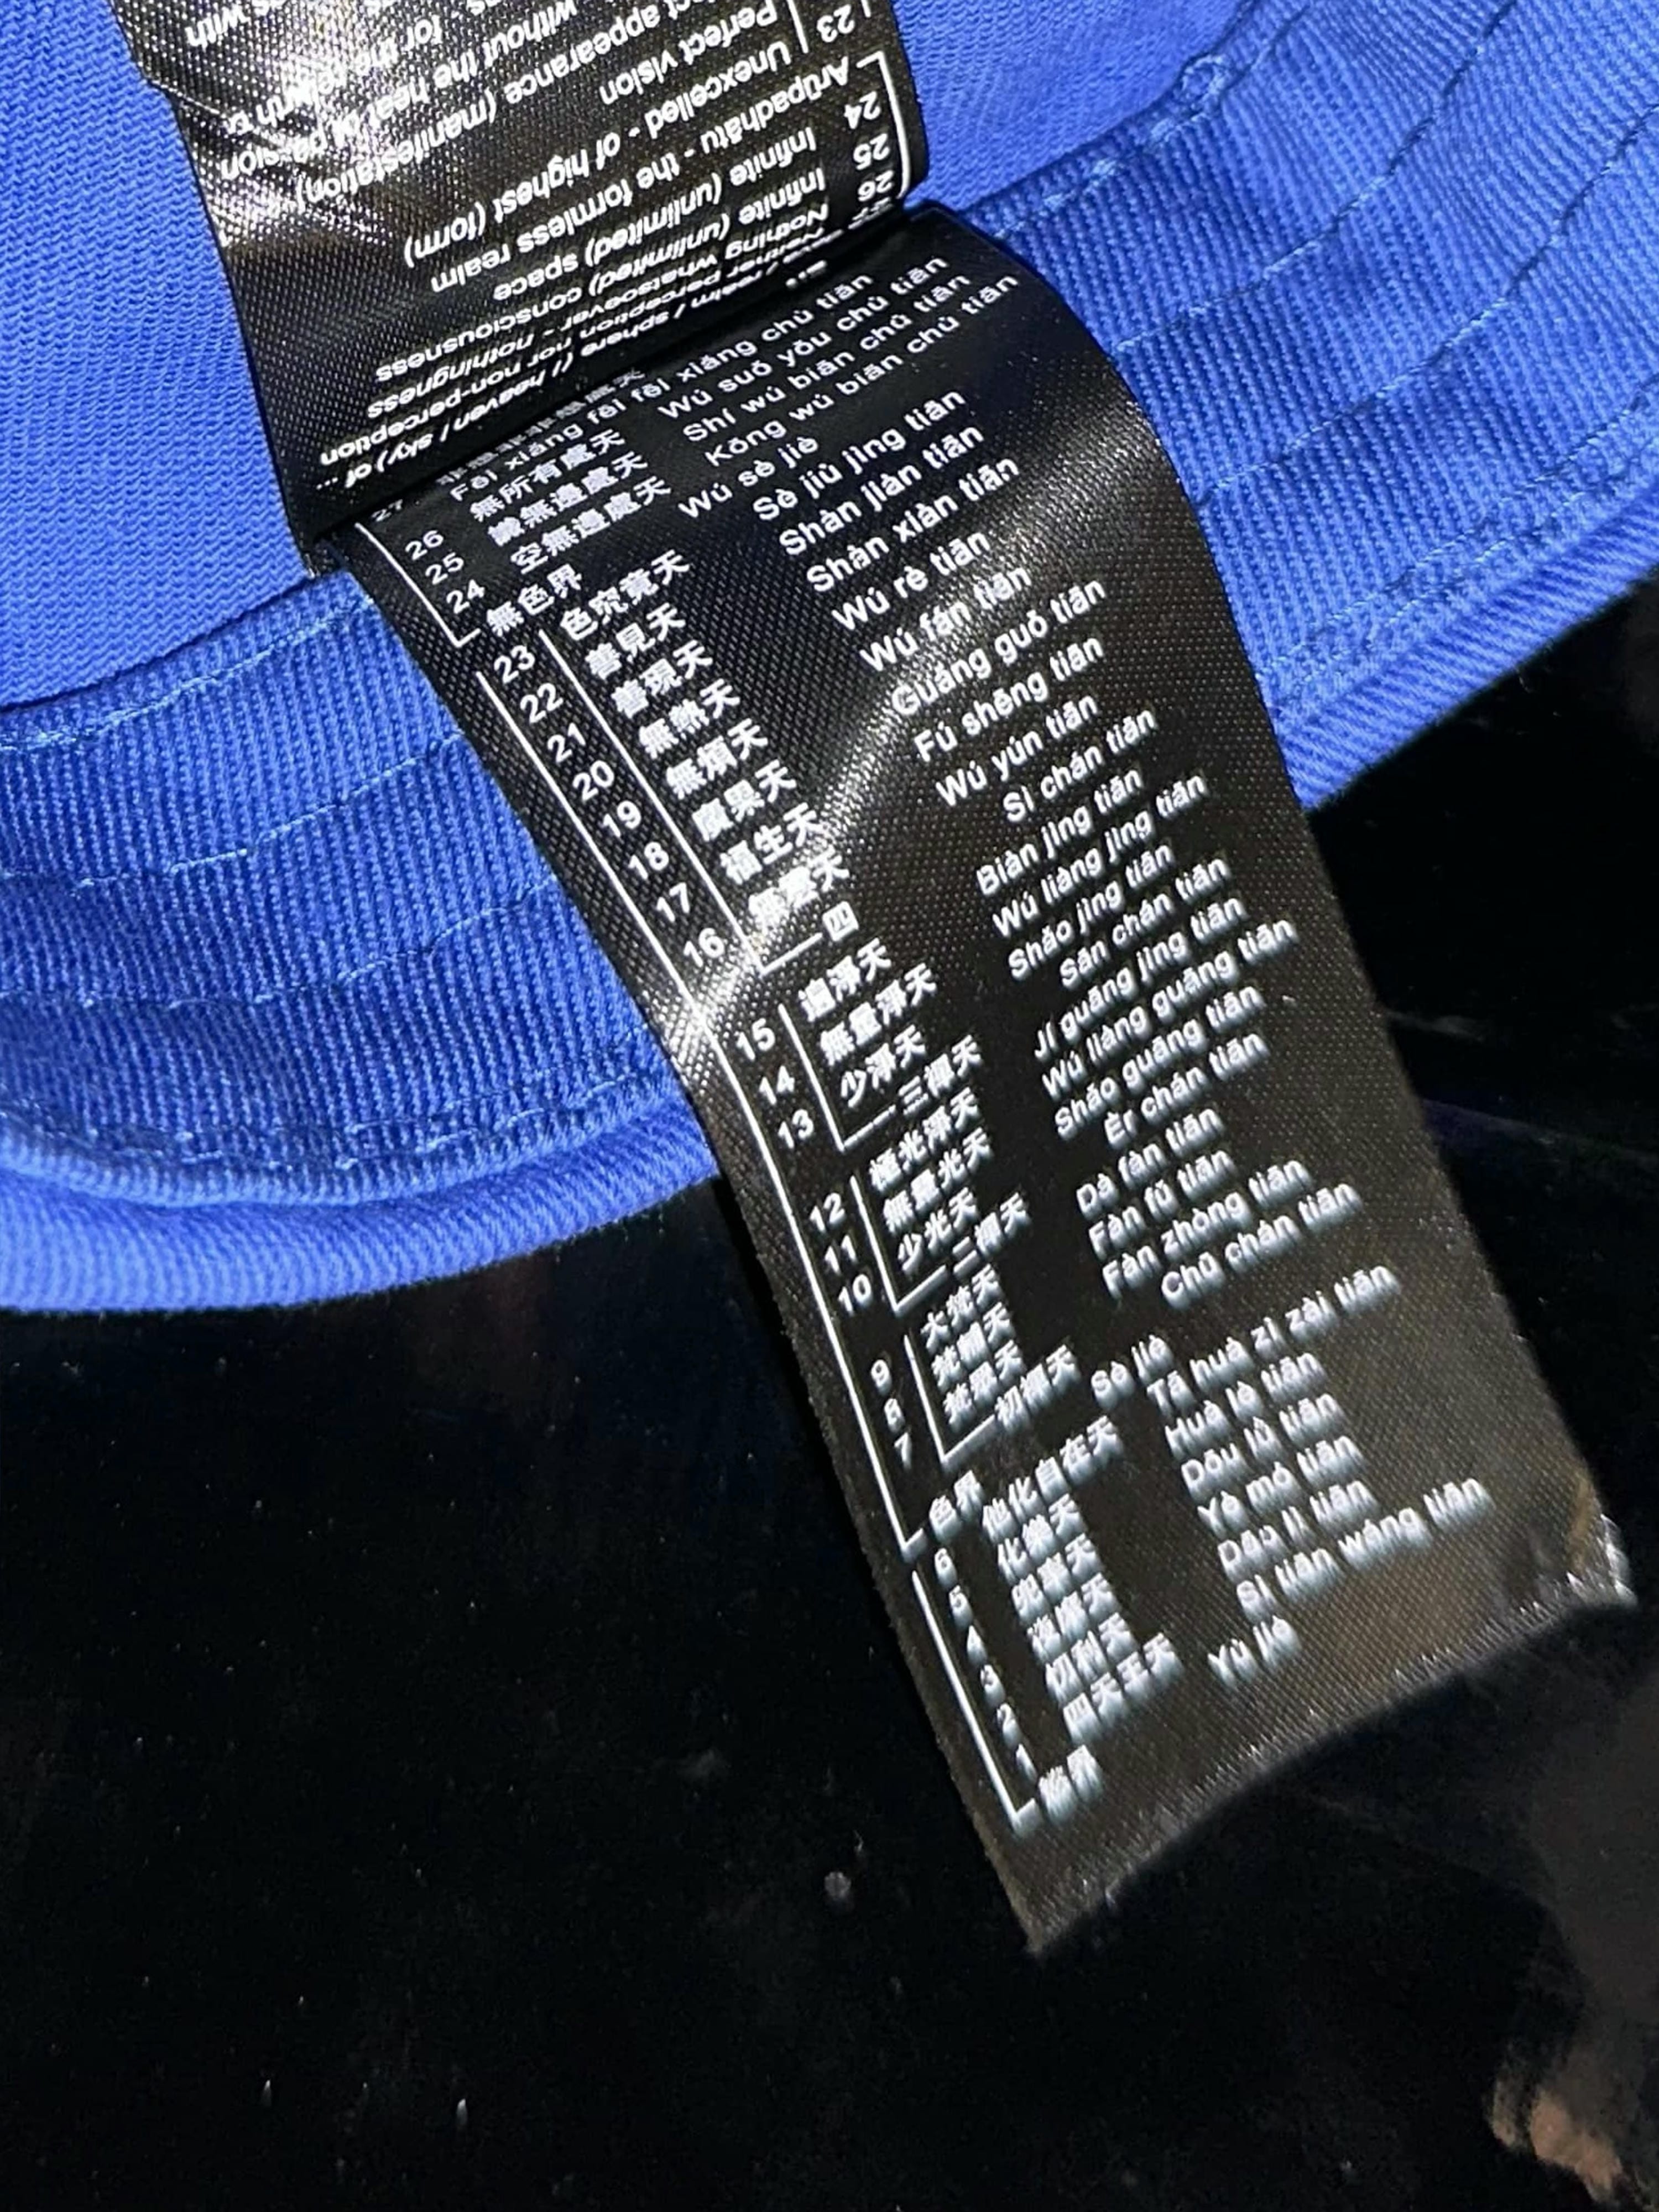 realm / sphere (heaven / sky) of ...
Neither perception nor non-perception
26 Nothing whatsoever - nothingness
25 Infinite (unlimited) consciousness
24 Infinite (unlimited) space
Arūpadhātu - the formless realm
23 Unexcelled - of highest (form)
Perfect vision
appearance (manifestation)
without the heat of passion
for the rebirth
with
27
Fēi xiǎng fēi fēi xiǎng chù tiān
26 無所有處天 Wú suǒ yǒu chù tiān
25 識無邊處天 Shí wú biān chù tiān
24 空無邊處天 Kōng wú biān chù tiān
無色界 Wú sè jiè
23 色究竟天 Sè jiū jìng tiān
22 善見天 Shàn jiàn tiān
21 善現天 Shàn xiàn tiān
20 無熱天 Wú rè tiān
19 無煩天 Wú fán tiān
18 廣果天 Guǎng guǒ tiān
17 福生天 Fú shēng tiān
16 無雲天 Wú yún tiān
四 Sì chán tiān
15 遍淨天 Biàn jìng tiān
14 無量淨天 Wú liàng jìng tiān
13 少淨天 Shǎo jìng tiān
三禪天 Sān chán tiān
12 極光淨天 Jí guāng jìng tiān
11 無量光天 Wú liàng guāng tiān
10 少光天 Shǎo guāng tiān
二禪天 Èr chán tiān
9 大梵天 Dà fàn tiān
8 梵輔天 Fàn fǔ tiān
7 梵眾天 Fàn zhòng tiān
初禪天 Chū chán tiān
色界 Sè jiè
6 他化自在天 Tā huà zì zài tiān
5 化樂天 Huà lè tiān
4 兜率天 Dōu lǜ tiān
3 夜摩天 Yè mó tiān
2 忉利天 Dāo lì tiān
1 四天王天 Sì tiān wáng tiān
欲界 Yù jiè